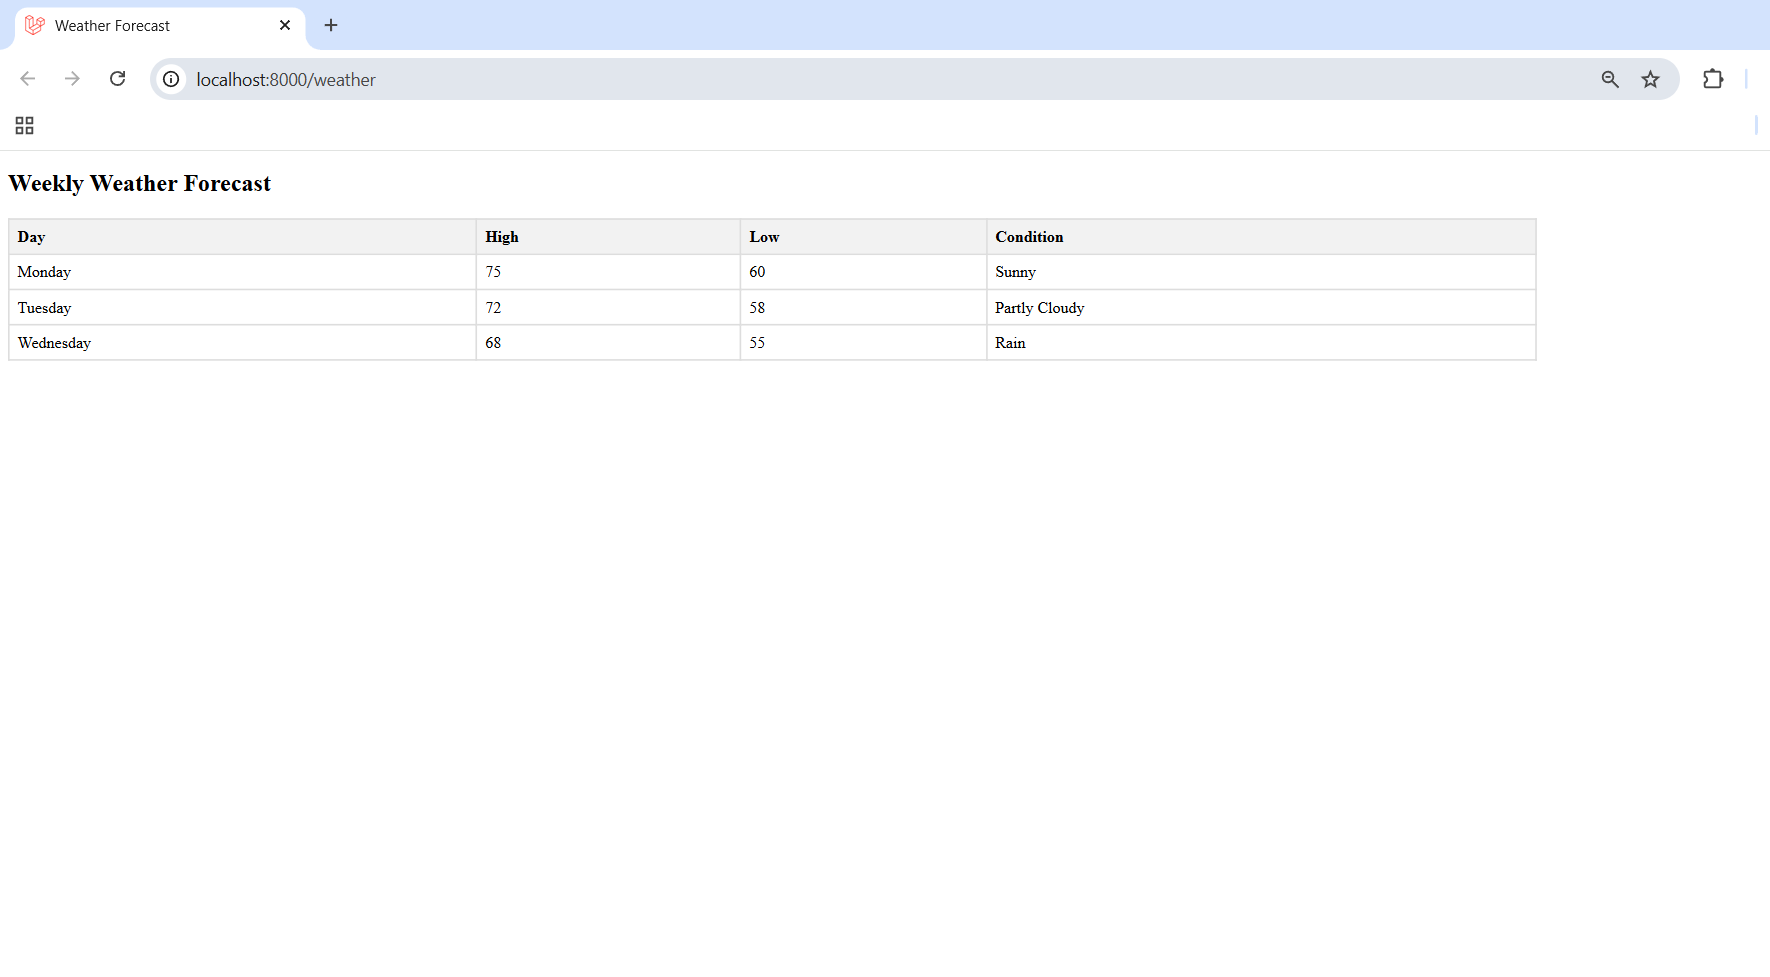 Weather Forecast
localhost:8000/weather
Weekly Weather Forecast
Day High Low Condition
Monday 75 60 Sunny
Tuesday 72 58 Partly Cloudy
Wednesday 68 55 Rain